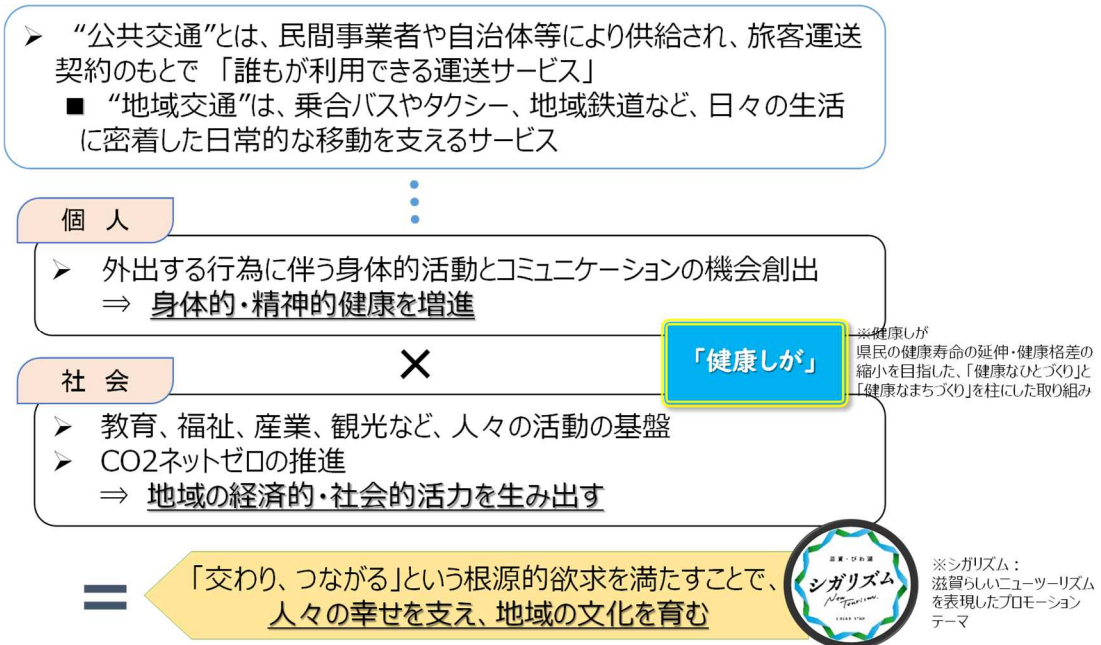 ➢ “公共交通”とは、民間事業者や自治体等により供給され、旅客運送
契約のもとで 「誰もが利用できる運送サービス」
■ “地域交通”は、乗合バスやタクシー、地域鉄道など、日々の生活
に密着した日常的な移動を支えるサービス
個 人
➢ 外出する行為に伴う身体的活動とコミュニケーションの機会創出
⇒ 身体的・精神的健康を増進
×
「健康しが」
※健康しが
県民の健康寿命の延伸・健康格差の
縮小を目指した、「健康なひとづくり」と
「健康なまちづくり」を柱にした取り組み
社 会
➢ 教育、福祉、産業、観光など、人々の活動の基盤
➢ CO2ネットゼロの推進
⇒ 地域の経済的・社会的活力を生み出す
=
「交わり、つながる」という根源的欲求を満たすことで、
人々の幸せを支え、地域の文化を育む
滋賀・びわ湖
シガリズム
New Tourism.
※シガリズム：
滋賀らしいニューツーリズム
を表現したプロモーション
テーマ